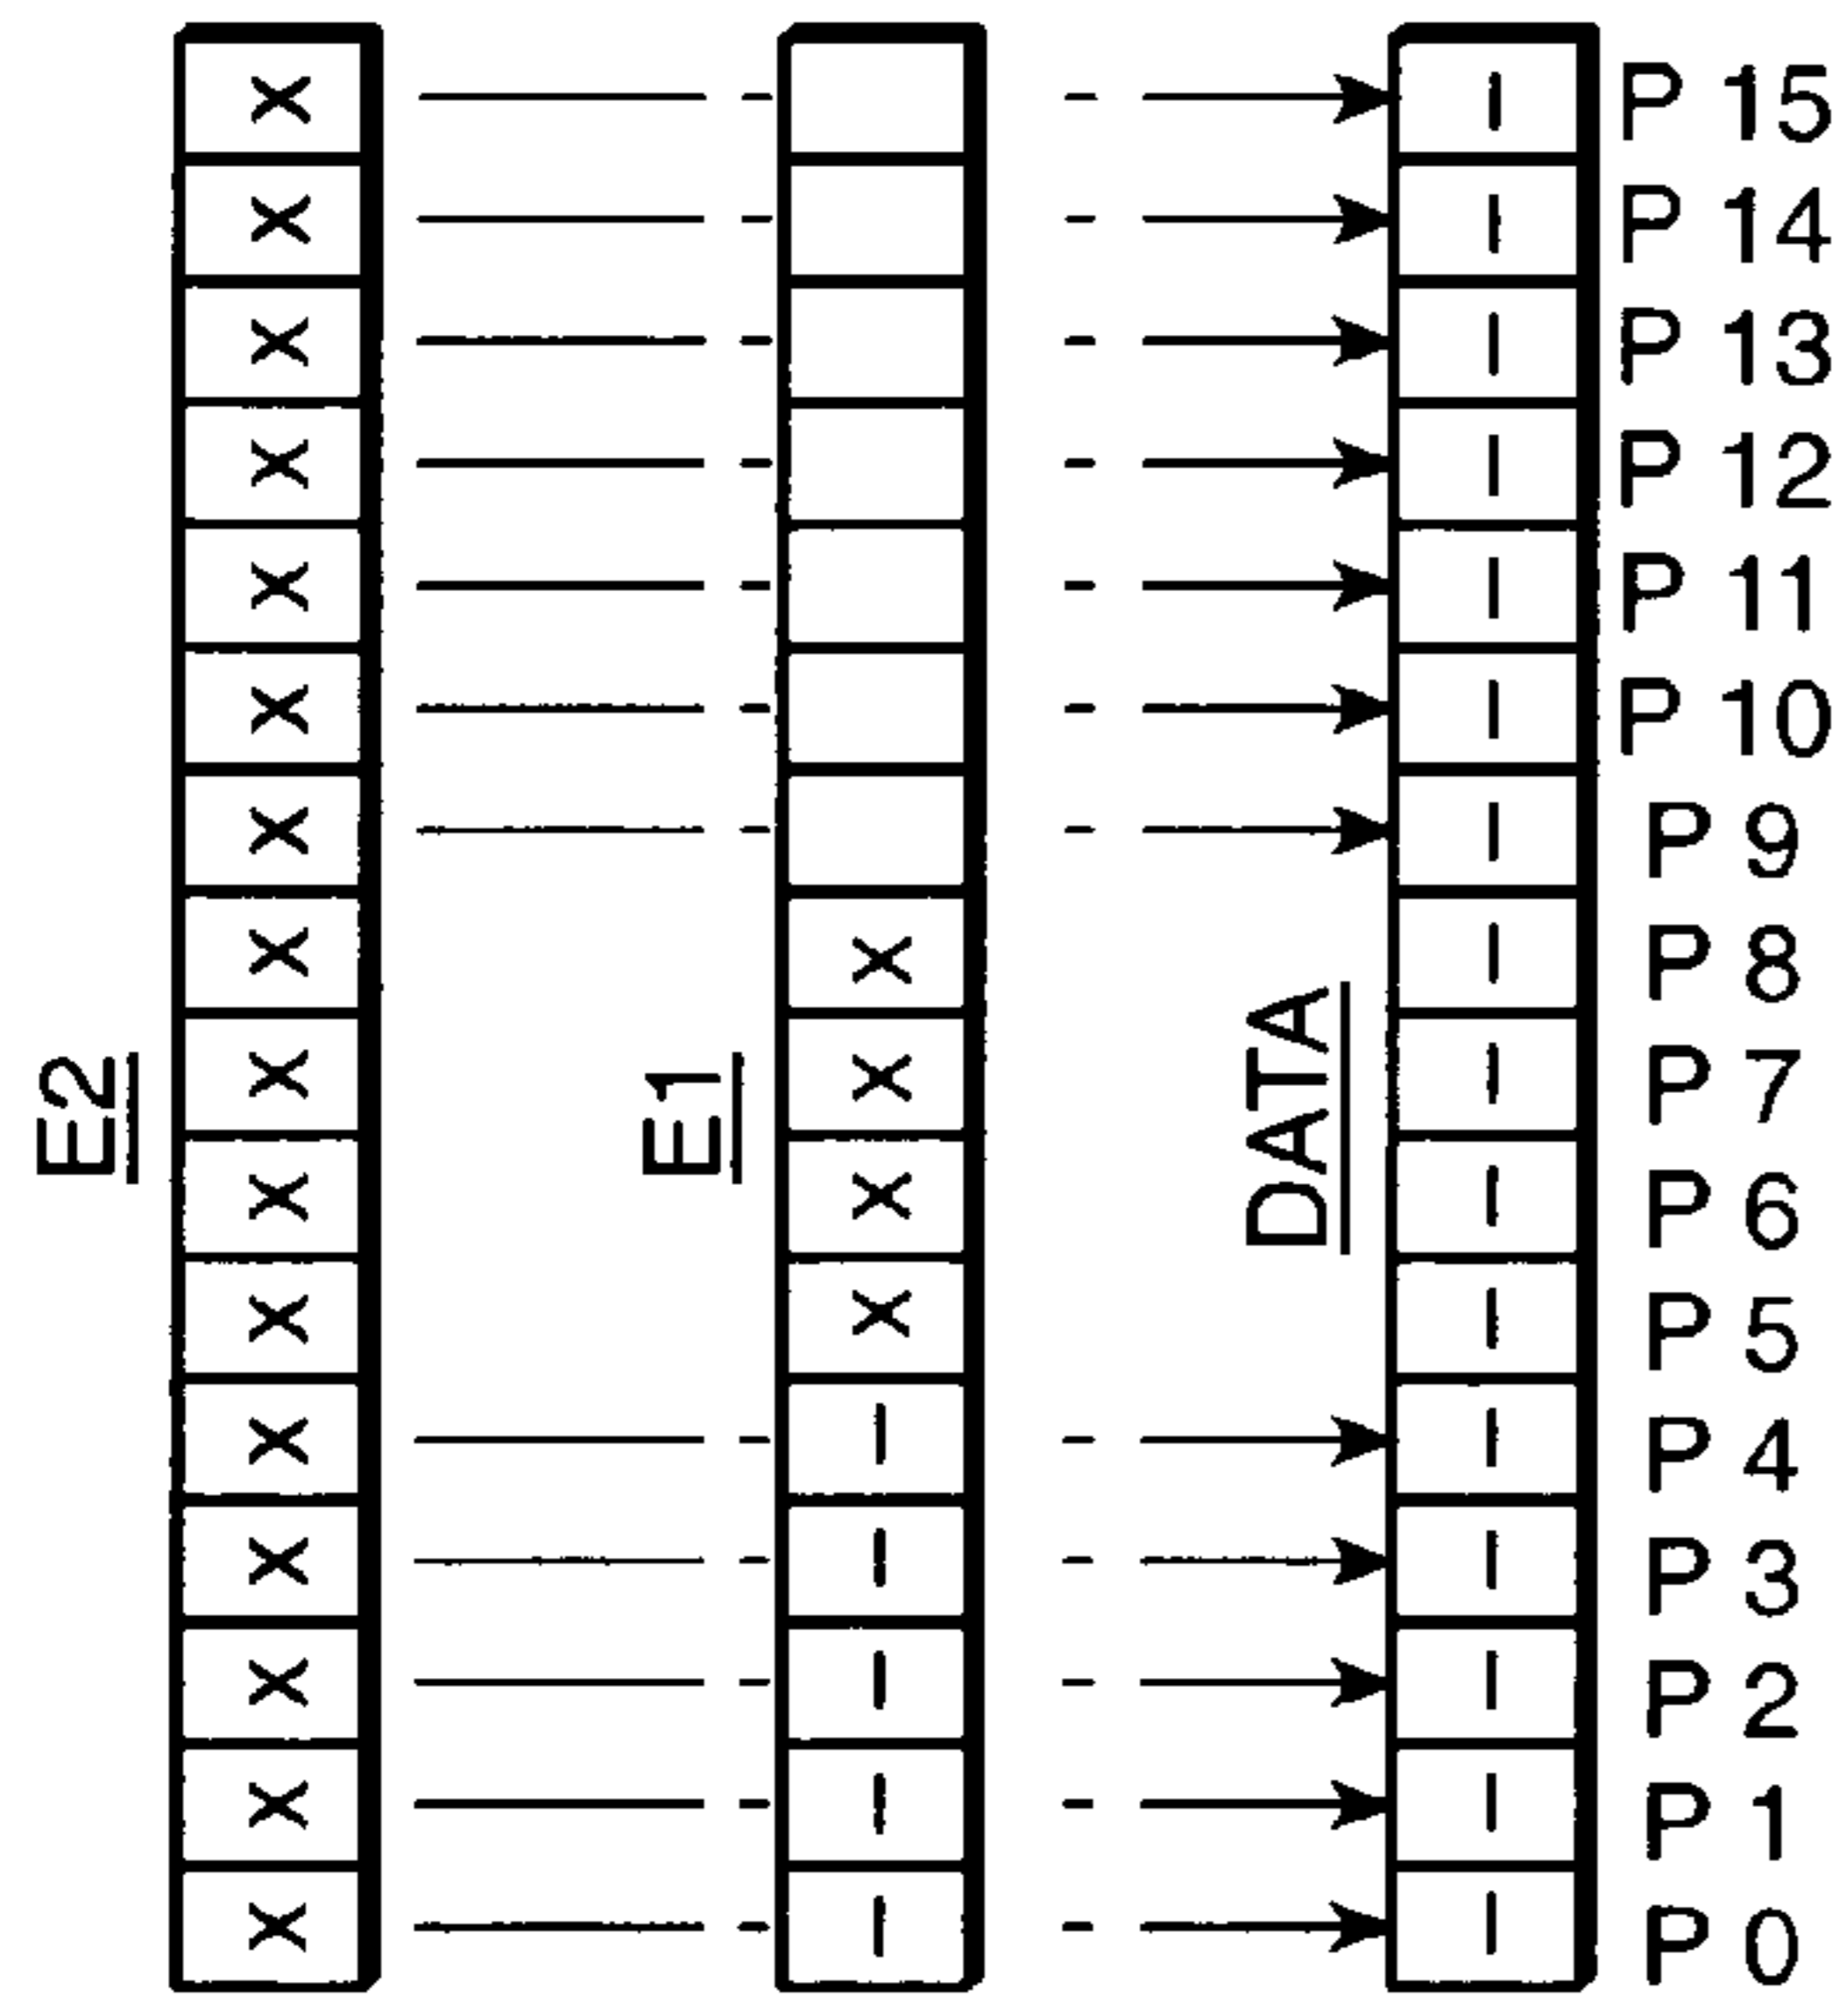 E2
E1
DATA
X - P 15
X - P 14
X - P 13
X - P 12
X - P 11
X - P 10
X - P 9
X X - P 8
X X - P 7
X X - P 6
X X - P 5
X - - P 4
X - - P 3
X - - P 2
X - - P 1
X - - P 0